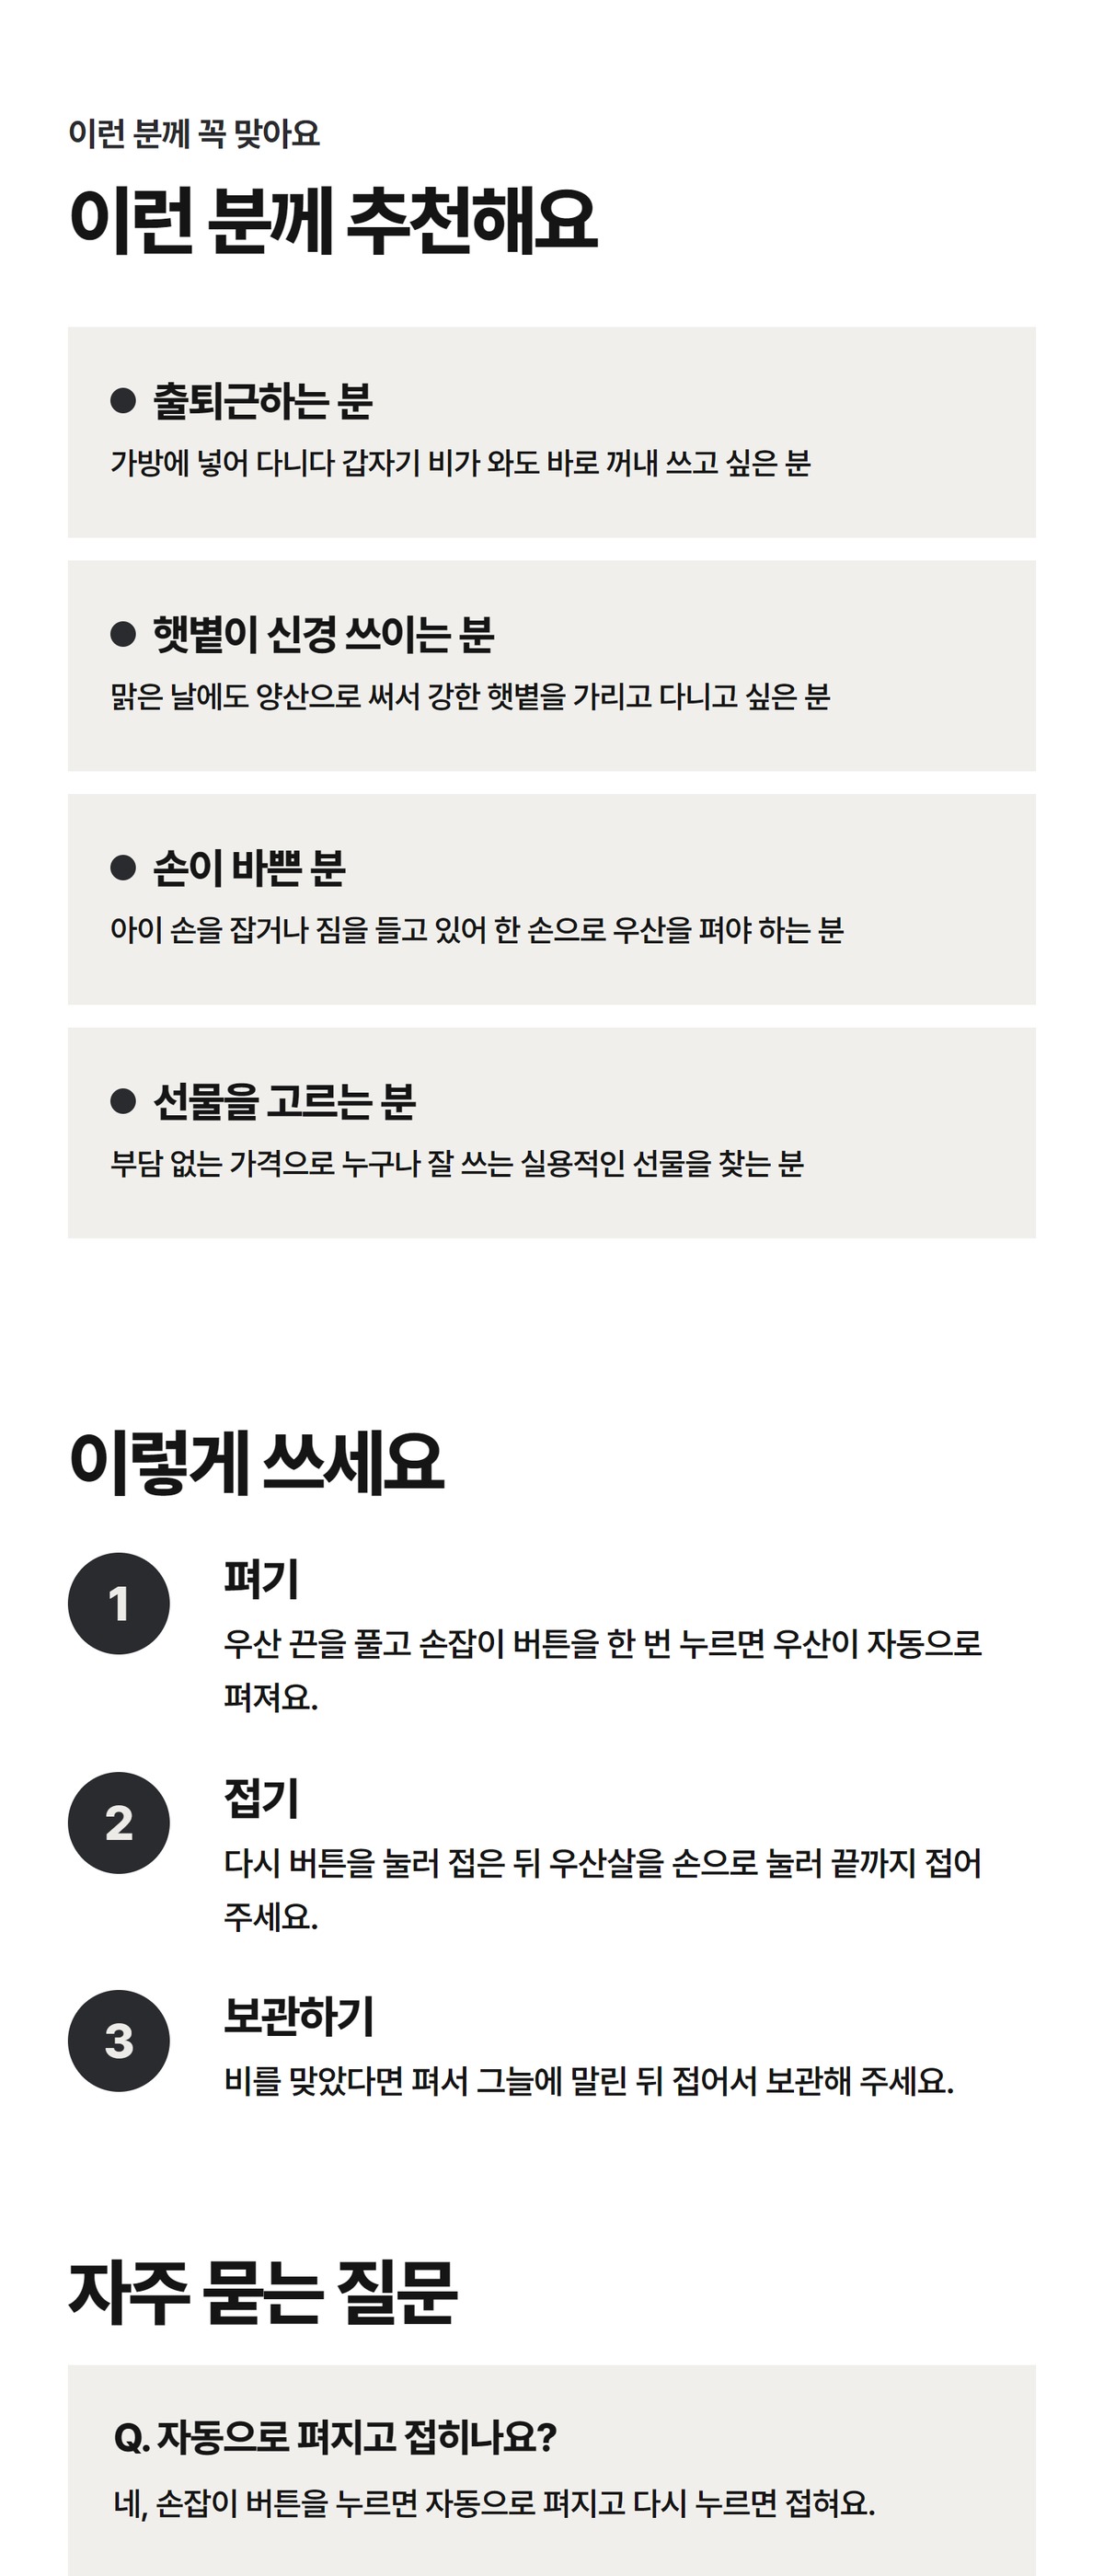 이런 분께 꼭 맞아요
이런 분께 추천해요
출퇴근하는 분
가방에 넣어 다니다 갑자기 비가 와도 바로 꺼내 쓰고 싶은 분
햇볕이 신경 쓰이는 분
맑은 날에도 양산으로 써서 강한 햇볕을 가리고 다니고 싶은 분
손이 바쁜 분
아이 손을 잡거나 짐을 들고 있어 한 손으로 우산을 펴야 하는 분
선물을 고르는 분
부담 없는 가격으로 누구나 잘 쓰는 실용적인 선물을 찾는 분
이렇게 쓰세요
1
펴기
우산 끈을 풀고 손잡이 버튼을 한 번 누르면 우산이 자동으로
펴져요.
2
접기
다시 버튼을 눌러 접은 뒤 우산살을 손으로 눌러 끝까지 접어
주세요.
3
보관하기
비를 맞았다면 펴서 그늘에 말린 뒤 접어서 보관해 주세요.
자주 묻는 질문
Q. 자동으로 펴지고 접히나요?
네, 손잡이 버튼을 누르면 자동으로 펴지고 다시 누르면 접혀요.